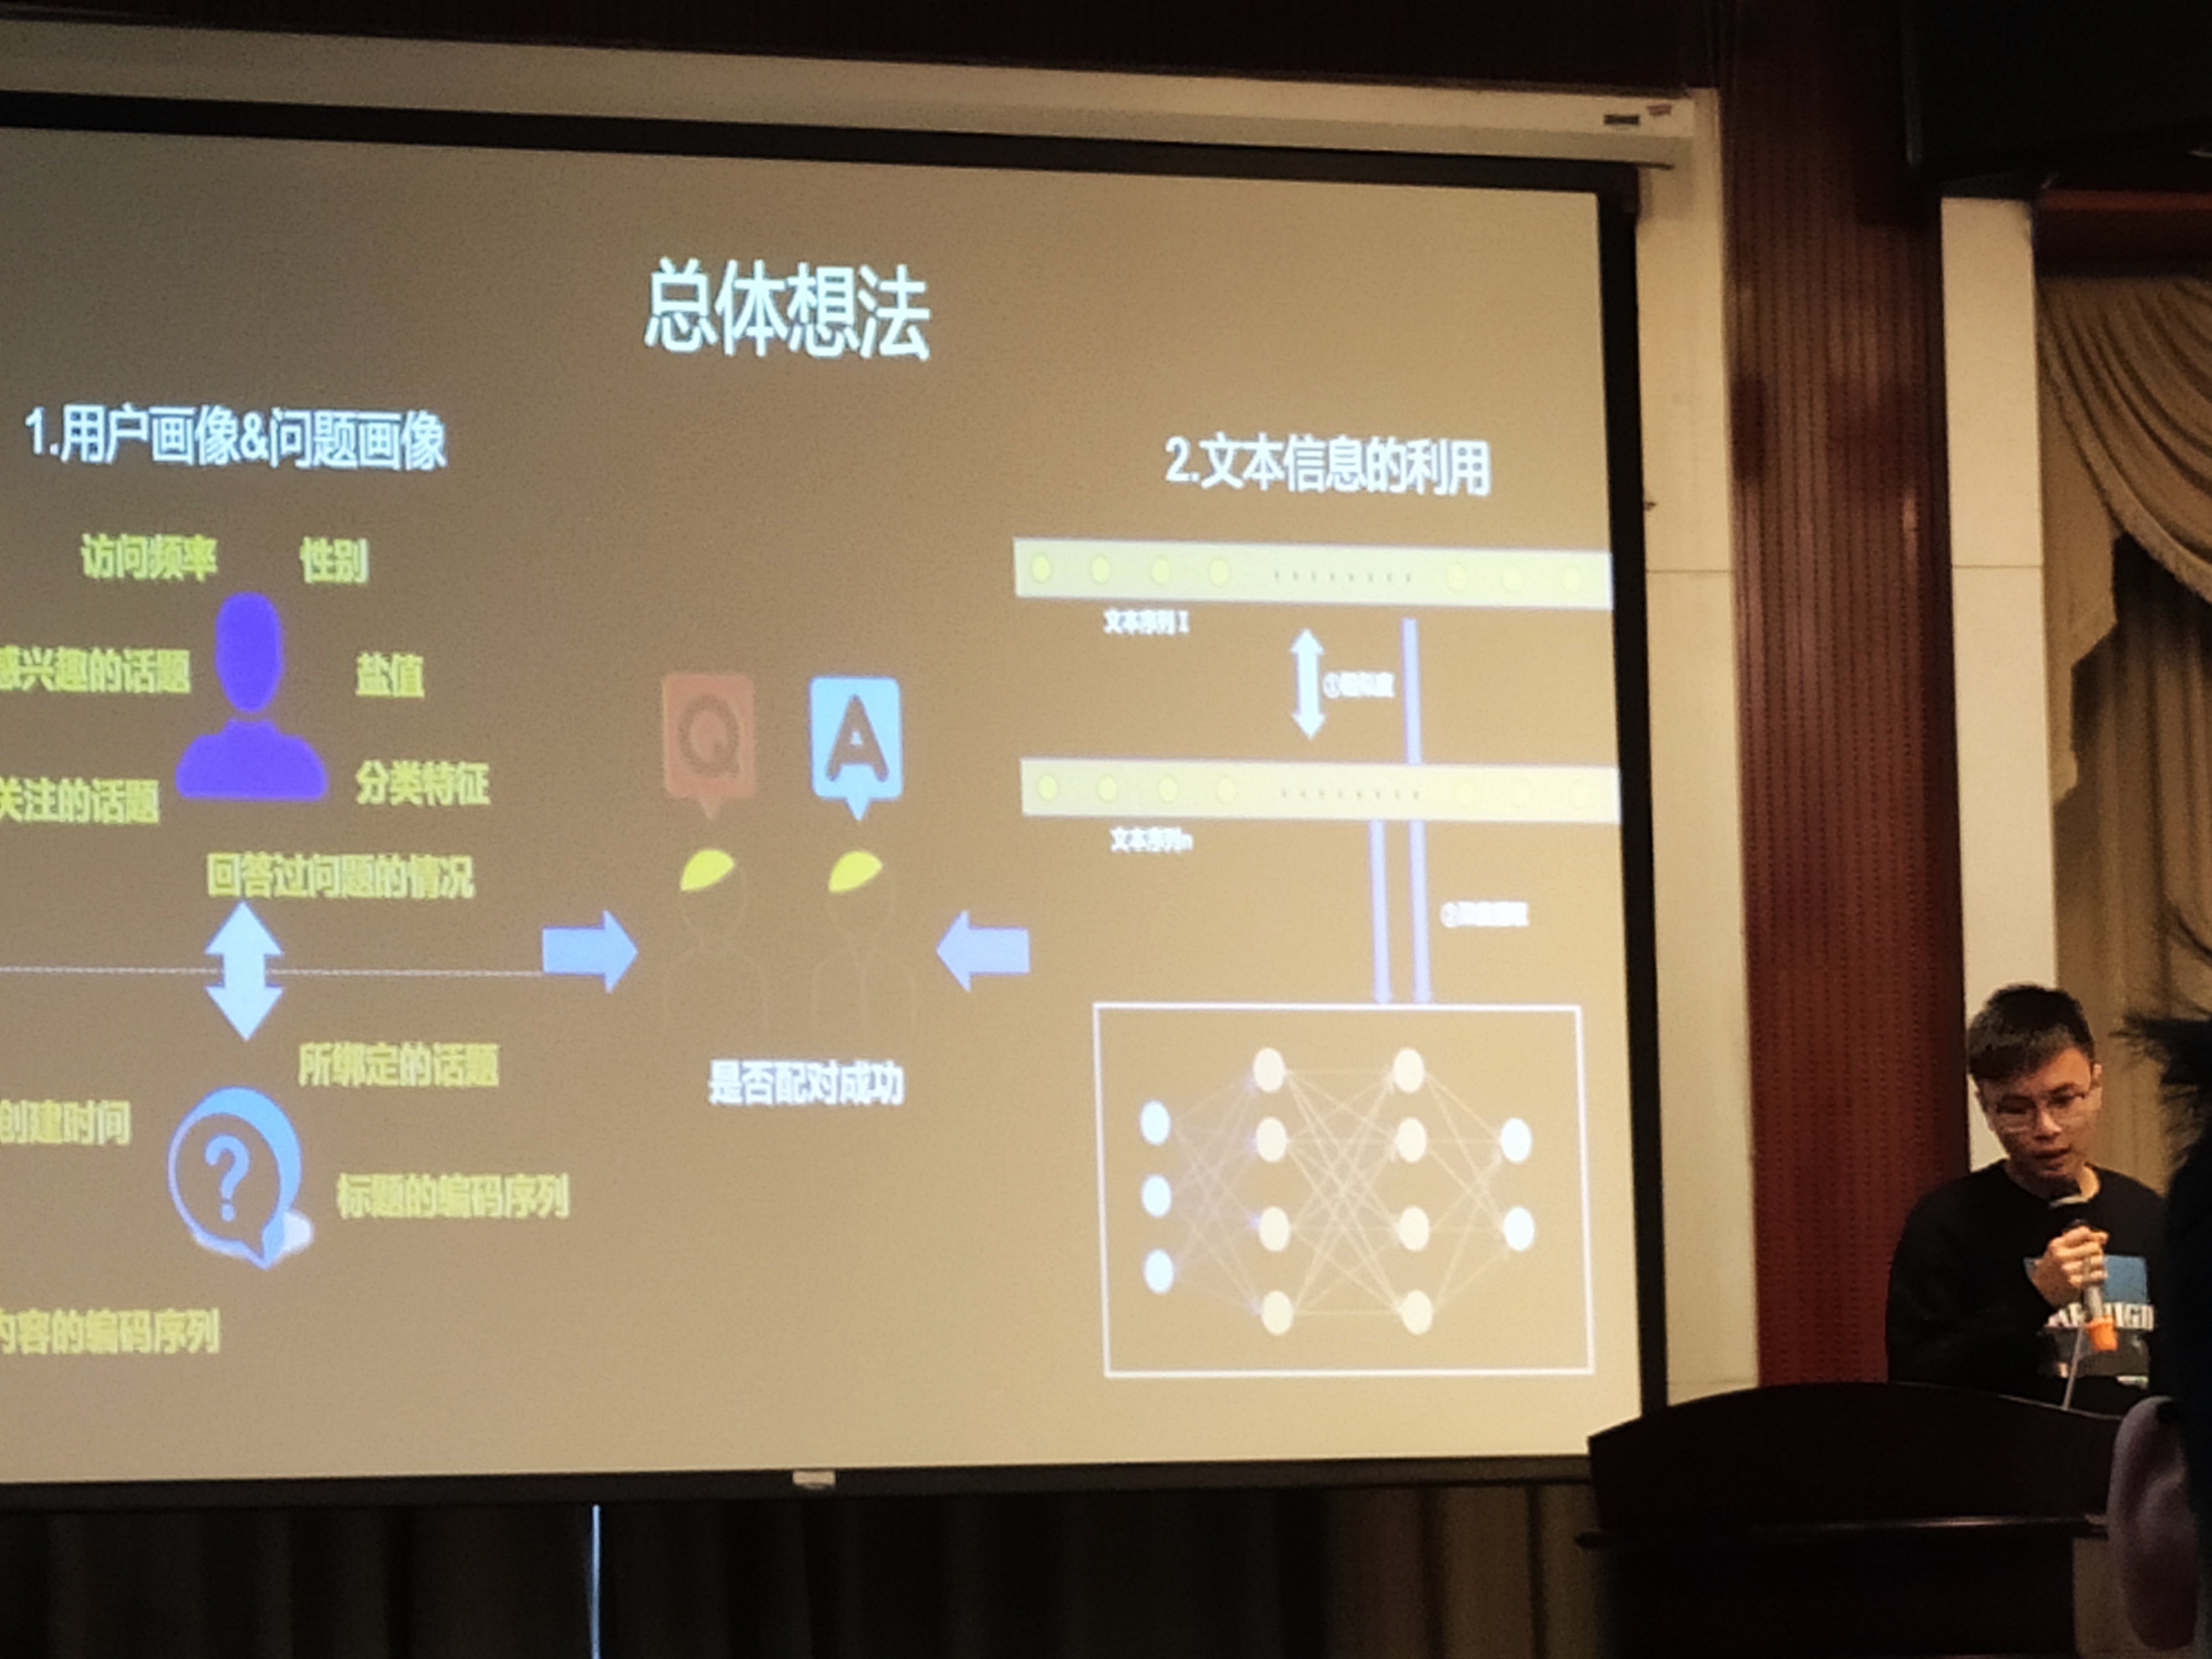 总体想法
1.用户画像&问题画像
访问频率
性别
感兴趣的话题
盐值
关注的话题
分类特征
回答过问题的情况
所绑定的话题
创建时间
?
标题的编码序列
内容的编码序列
Q
A
是否配对成功
2.文本信息的利用
文本序列I
①相似度
文本序列n